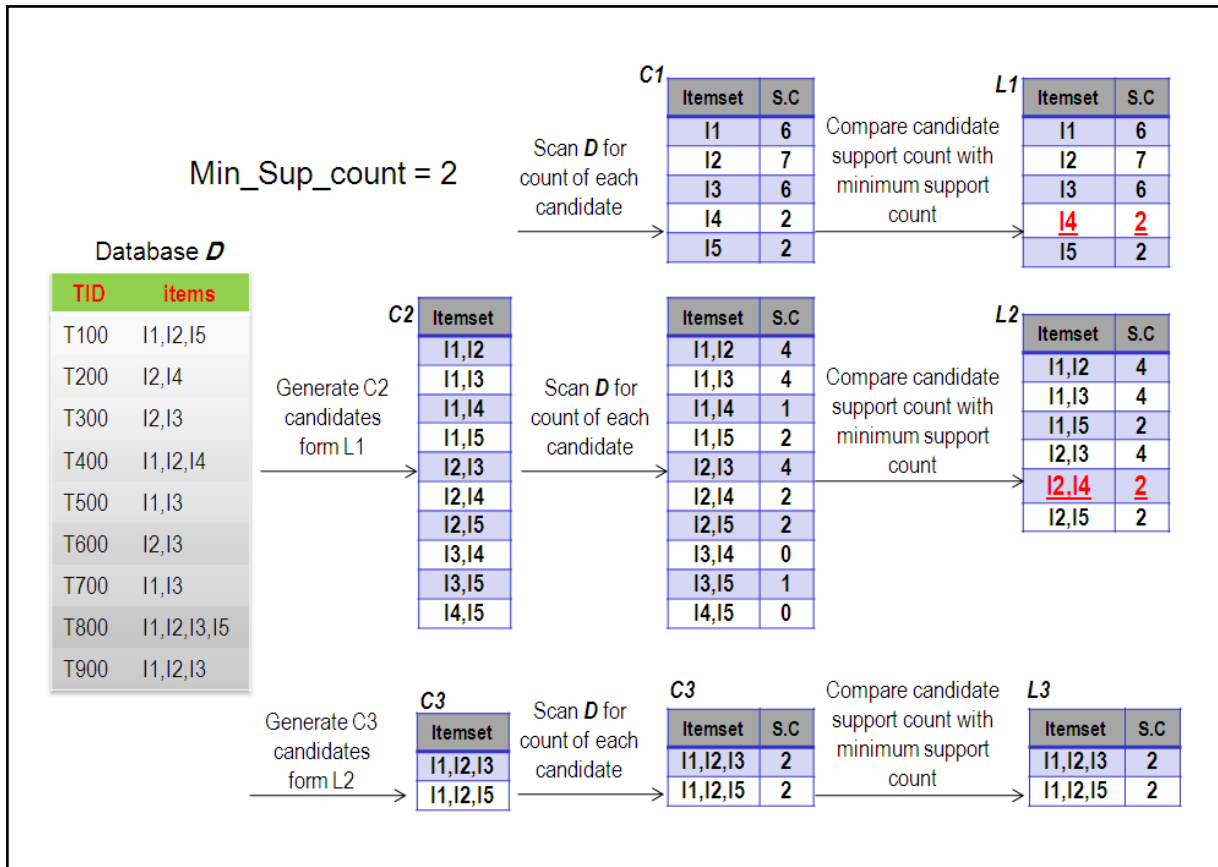 Min_Sup_count = 2
Scan D for
count of each
candidate
C1
Itemset S.C
I1 6
I2 7
I3 6
I4 2
I5 2
Compare candidate
support count with
minimum support
count
L1
Itemset S.C
I1 6
I2 7
I3 6
I4 2
I5 2
Database D
TID items
T100 I1,I2,I5
T200 I2,I4
T300 I2,I3
T400 I1,I2,I4
T500 I1,I3
T600 I2,I3
T700 I1,I3
T800 I1,I2,I3,I5
T900 I1,I2,I3
Generate C2
candidates
form L1
C2
Itemset
I1,I2
I1,I3
I1,I4
I1,I5
I2,I3
I2,I4
I2,I5
I3,I4
I3,I5
I4,I5
Scan D for
count of each
candidate
Itemset S.C
I1,I2 4
I1,I3 4
I1,I4 1
I1,I5 2
I2,I3 4
I2,I4 2
I2,I5 2
I3,I4 0
I3,I5 1
I4,I5 0
Compare candidate
support count with
minimum support
count
L2
Itemset S.C
I1,I2 4
I1,I3 4
I1,I5 2
I2,I3 4
I2,I4 2
I2,I5 2
Generate C3
candidates
form L2
C3
Itemset
I1,I2,I3
I1,I2,I5
Scan D for
count of each
candidate
C3
Itemset S.C
I1,I2,I3 2
I1,I2,I5 2
Compare candidate
support count with
minimum support
count
L3
Itemset S.C
I1,I2,I3 2
I1,I2,I5 2